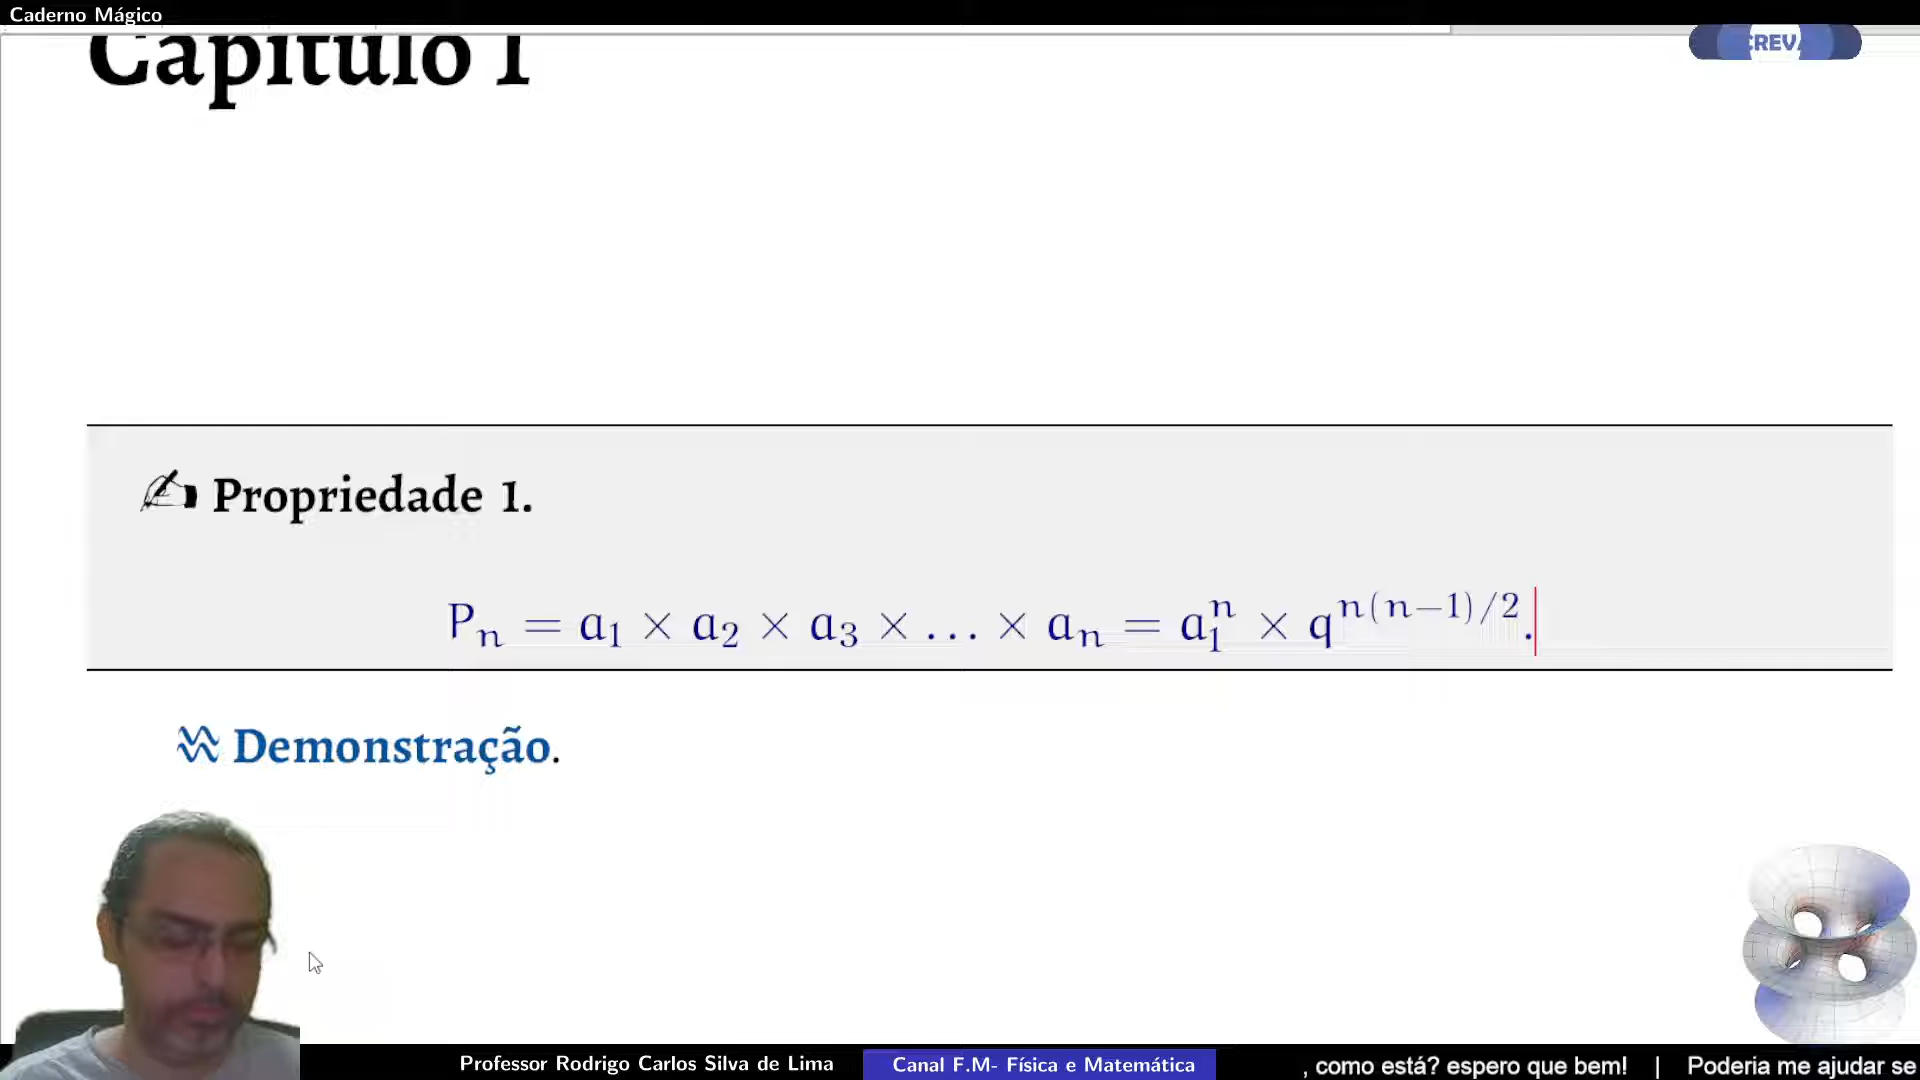 Caderno Mágico
Capítulo 1
CREVA
✍ Propriedade 1.
Pₙ = a₁ × a₂ × a₃ × … × aₙ = a₁ⁿ × q^{n(n−1)/2}.
Demonstração.
Professor Rodrigo Carlos Silva de Lima
Canal F.M- Física e Matemática
, como está? espero que bem! | Poderia me ajudar se